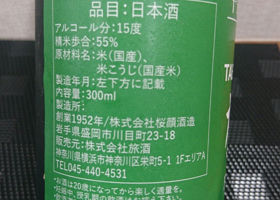 品目：日本酒
アルコール分：15度
精米歩合：55%
原材料名：米（国産）、
米こうじ（国産米）
製造年月：左下方に記載
内容量：300ml
製造者：
創業1952年/株式会社桜顔酒造
岩手県盛岡市川目町23-18
販売元：株式会社旅酒
神奈川県横浜市神奈川区栄町5-1 1FエリアA
TEL045-440-4531
・お酒は20歳になってから楽しく適量を。